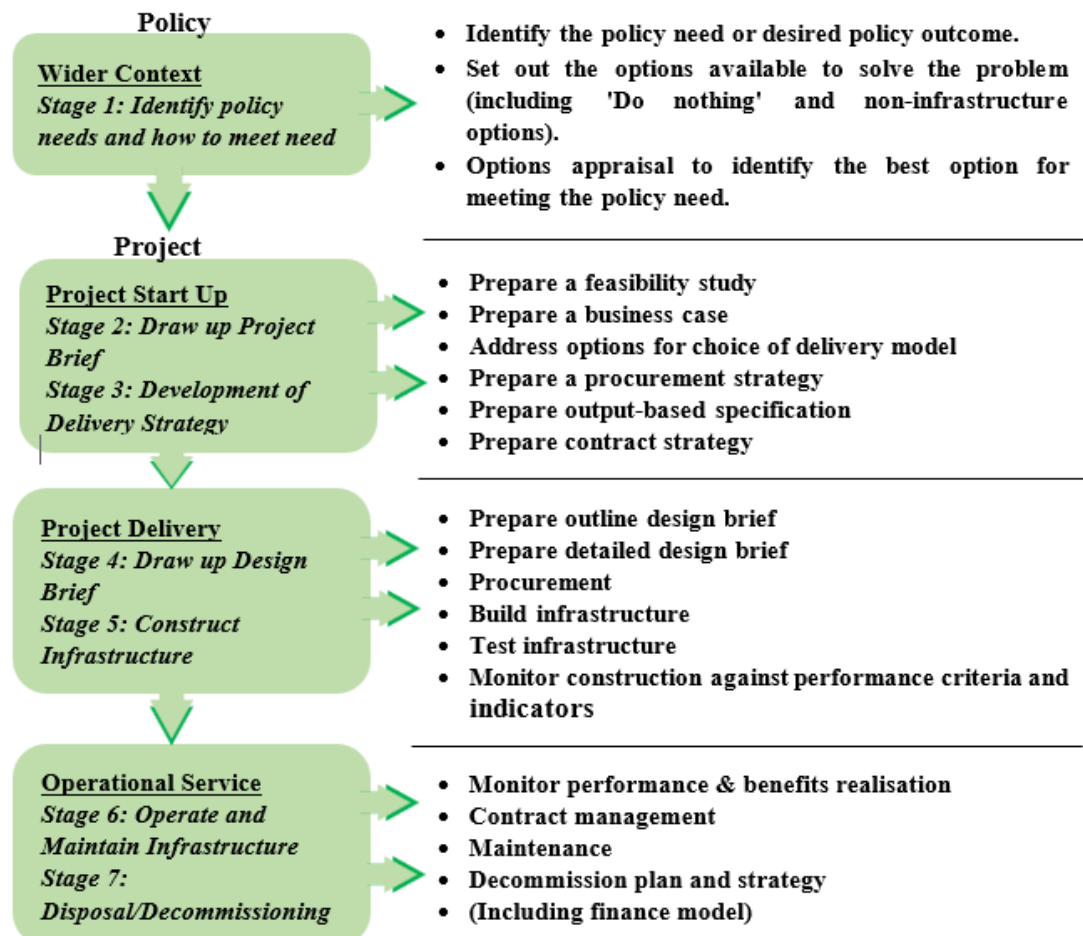 Policy
Wider Context
Stage 1: Identify policy
needs and how to meet need
• Identify the policy need or desired policy outcome.
• Set out the options available to solve the problem
(including 'Do nothing' and non-infrastructure
options).
• Options appraisal to identify the best option for
meeting the policy need.
Project
Project Start Up
Stage 2: Draw up Project
Brief
Stage 3: Development of
Delivery Strategy
• Prepare a feasibility study
• Prepare a business case
• Address options for choice of delivery model
• Prepare a procurement strategy
• Prepare output-based specification
• Prepare contract strategy
Project Delivery
Stage 4: Draw up Design
Brief
Stage 5: Construct
Infrastructure
• Prepare outline design brief
• Prepare detailed design brief
• Procurement
• Build infrastructure
• Test infrastructure
• Monitor construction against performance criteria and
indicators
Operational Service
Stage 6: Operate and
Maintain Infrastructure
Stage 7:
Disposal/Decommissioning
• Monitor performance & benefits realisation
• Contract management
• Maintenance
• Decommission plan and strategy
• (Including finance model)